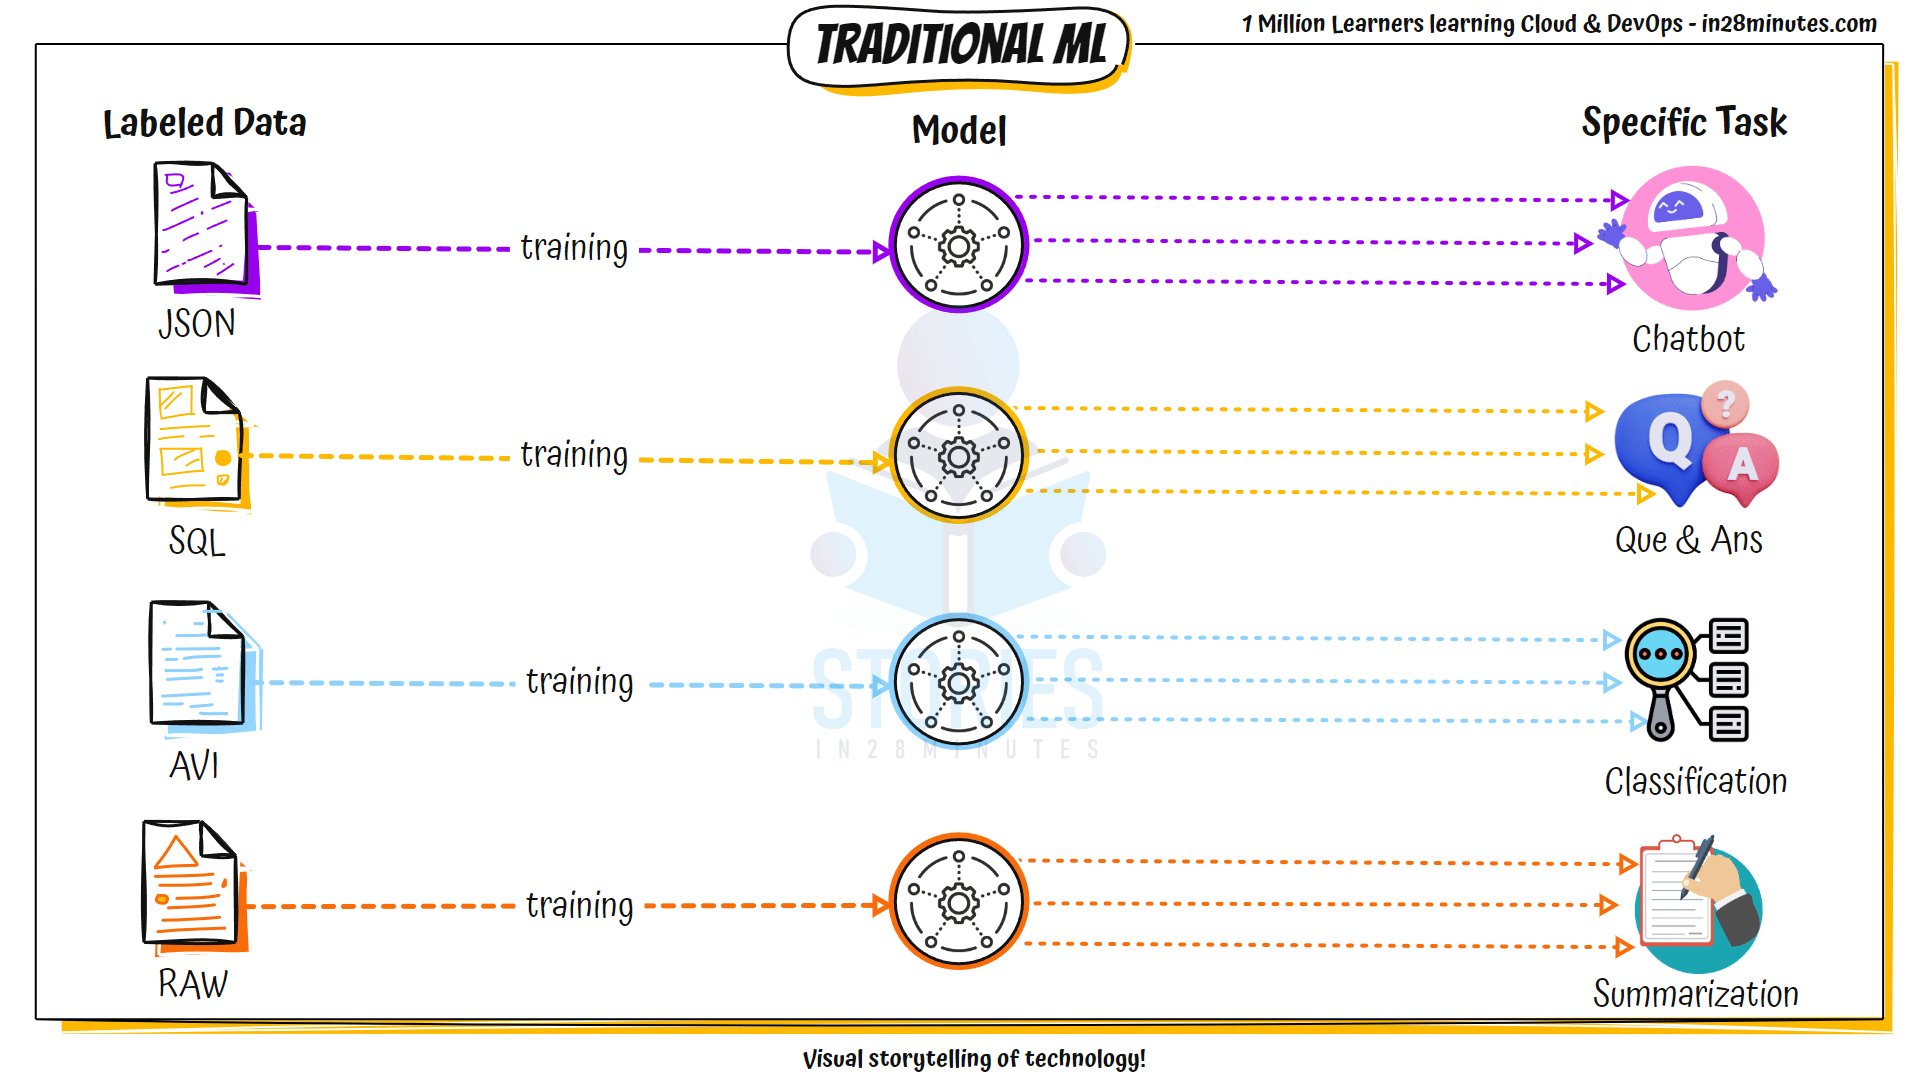 TRADITIONAL ML
1 Million Learners learning Cloud & DevOps - in28minutes.com
Labeled Data
Model
Specific Task
training
JSON
Chatbot
training
Q
?
A
SQL
Que & Ans
training
STORIES
IN28MINUTES
AVI
Classification
training
RAW
Summarization
Visual storytelling of technology!